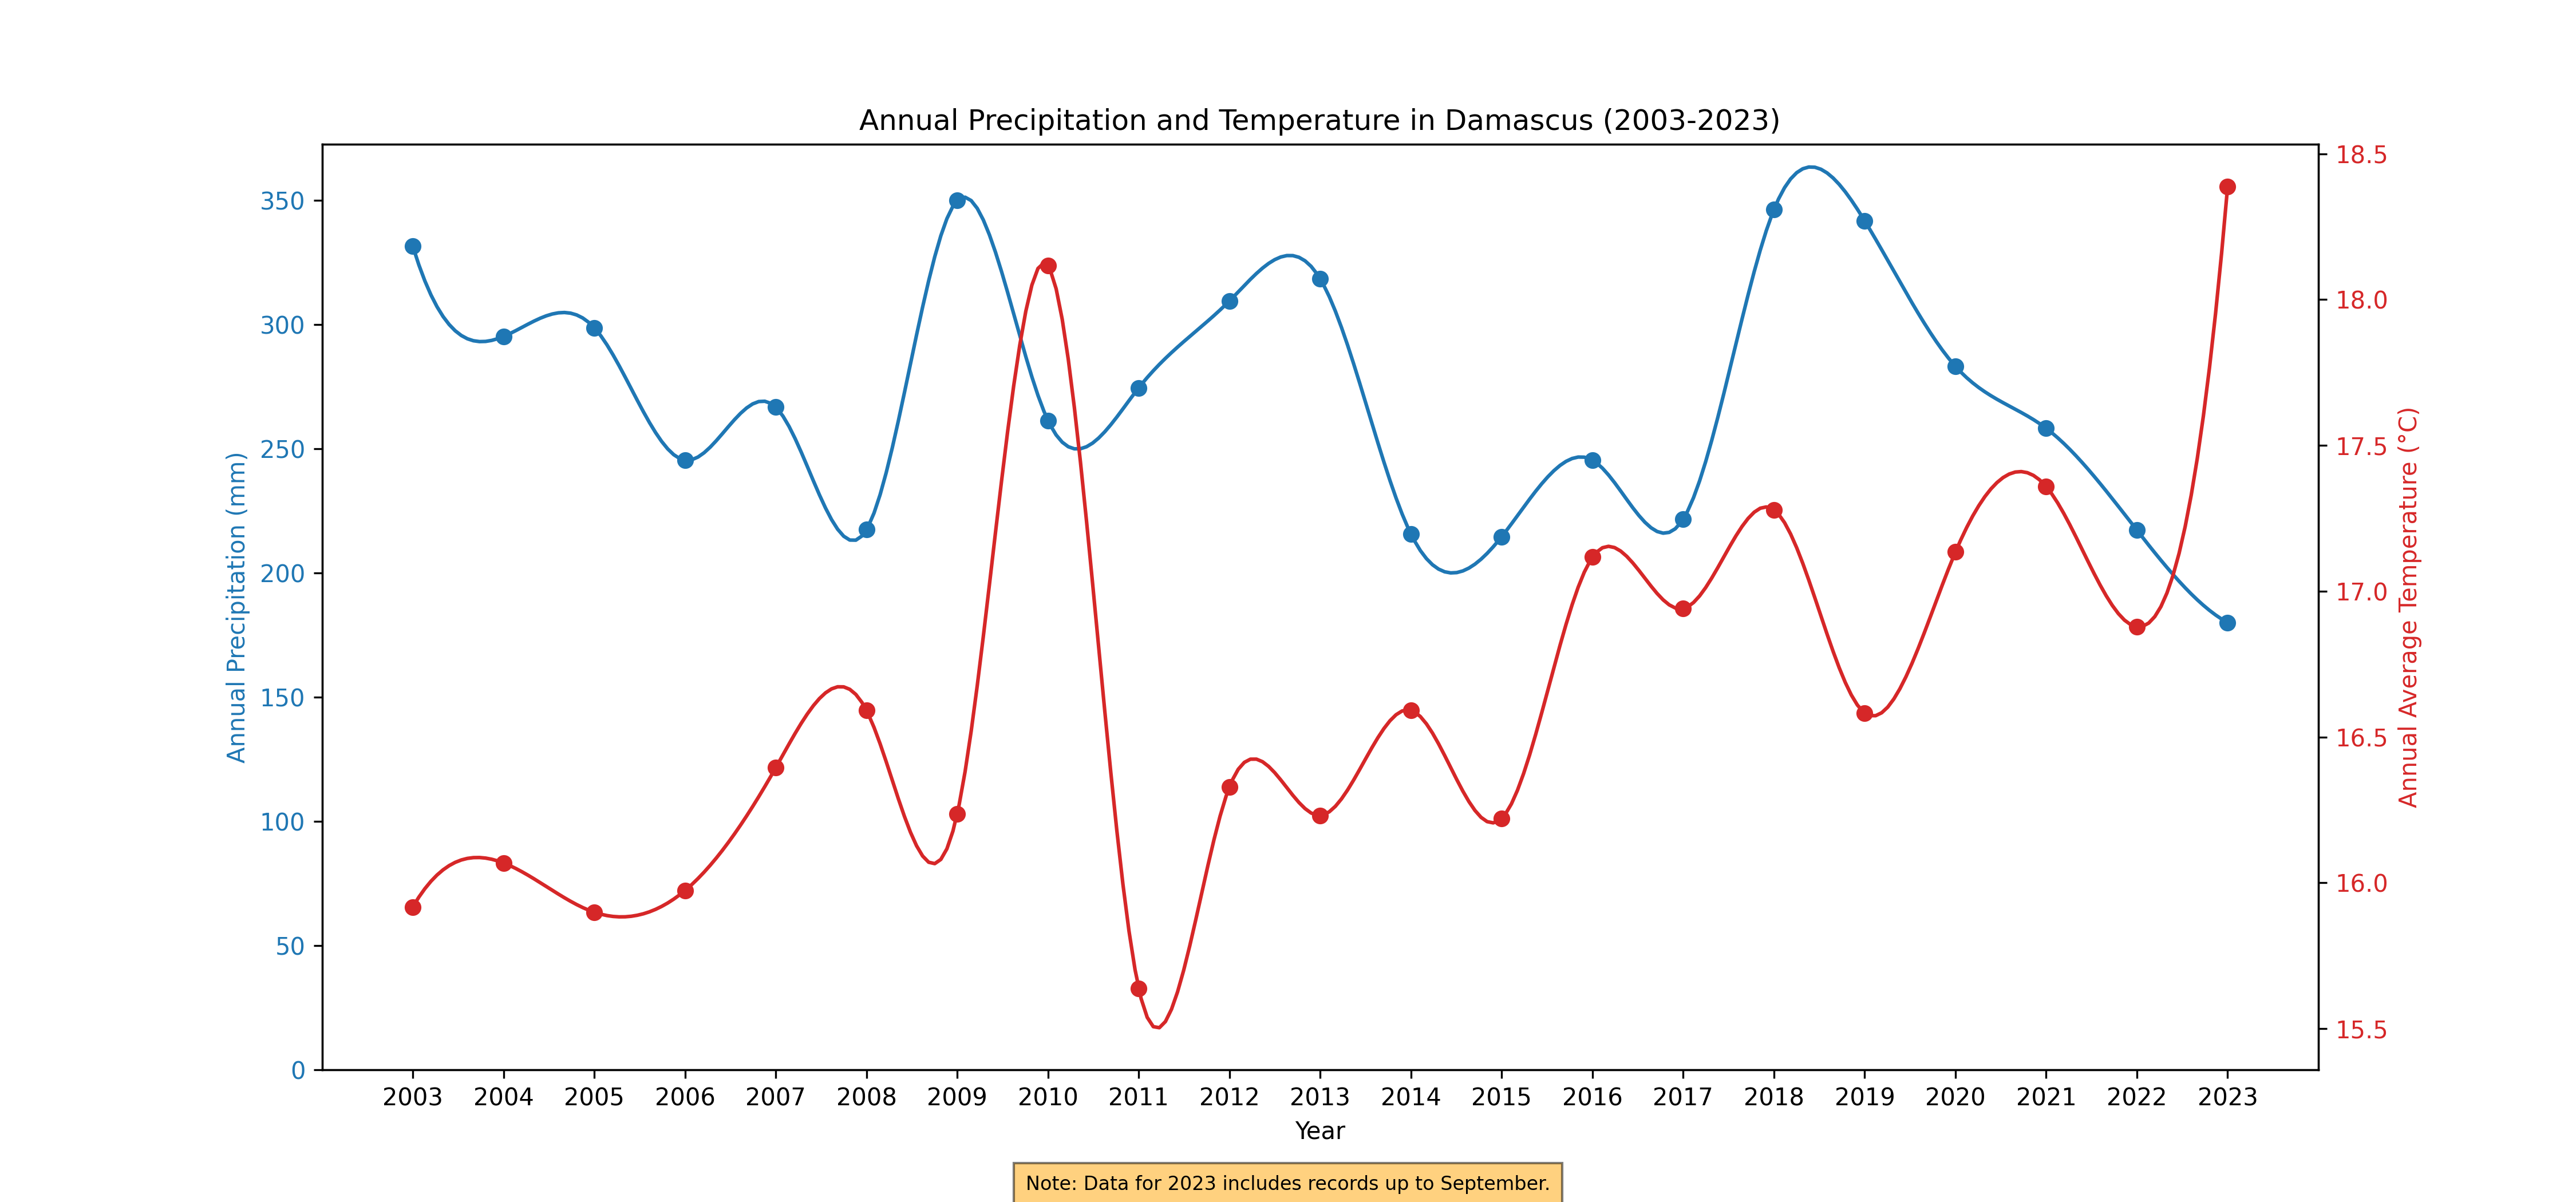 Annual Precipitation and Temperature in Damascus (2003-2023)
Annual Precipitation (mm)
350
300
250
200
150
100
50
0
18.5
18.0
17.5
17.0
16.5
16.0
15.5
Annual Average Temperature (°C)
2003 2004 2005 2006 2007 2008 2009 2010 2011 2012 2013 2014 2015 2016 2017 2018 2019 2020 2021 2022 2023
Year
Note: Data for 2023 includes records up to September.